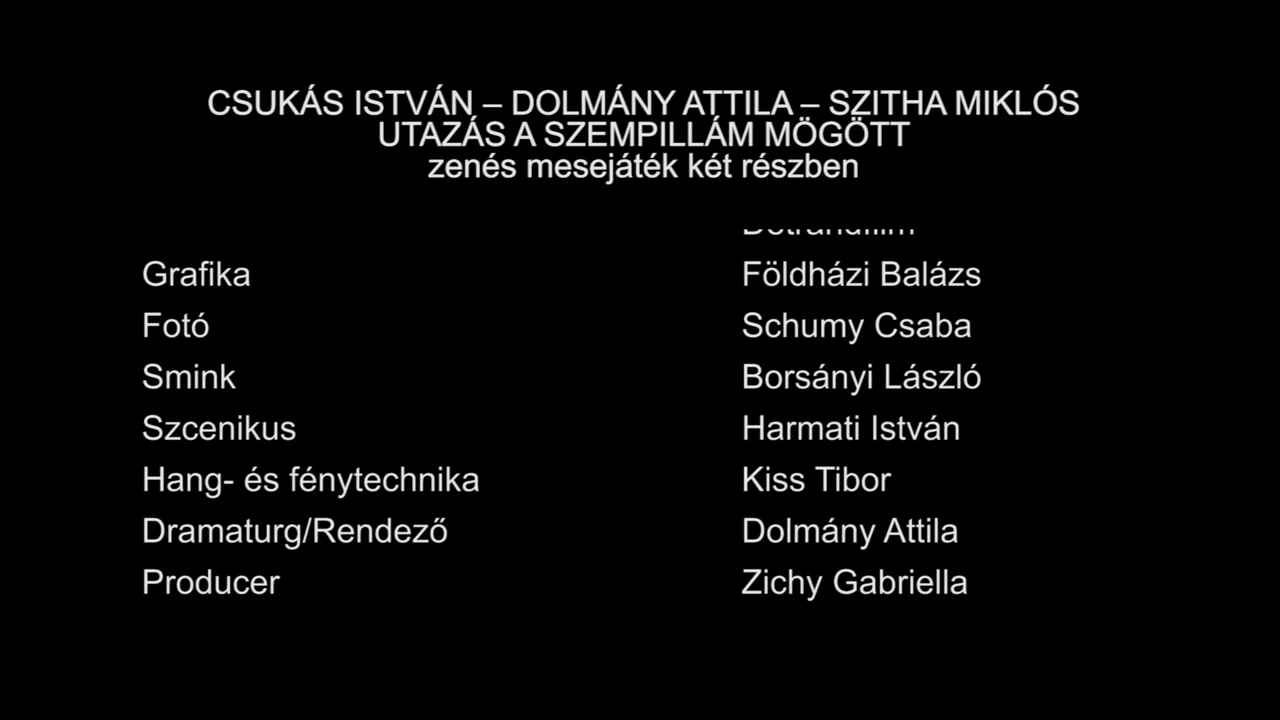 CSUKÁS ISTVÁN – DOLMÁNY ATTILA – SZITHA MIKLÓS
UTAZÁS A SZEMPILLÁM MÖGÖTT
zenés mesejáték két részben
Grafika Földházi Balázs
Fotó Schumy Csaba
Smink Borsányi László
Szcenikus Harmati István
Hang- és fénytechnika Kiss Tibor
Dramaturg/Rendező Dolmány Attila
Producer Zichy Gabriella